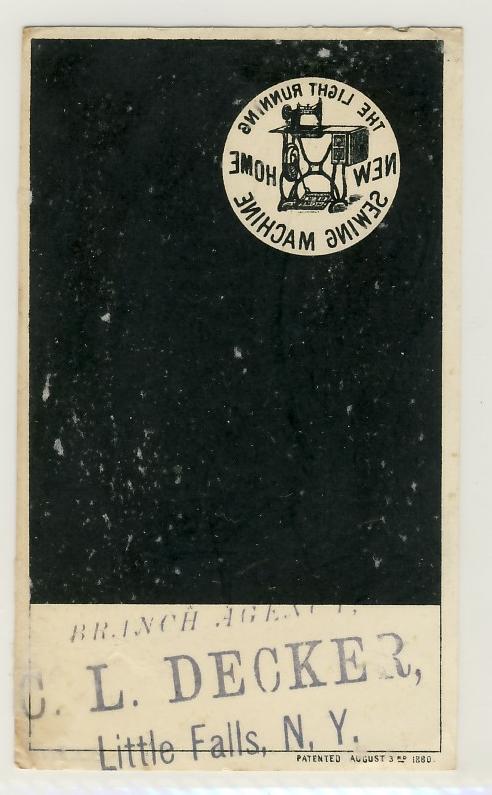 THE LIGHT RUNNING
NEW HOME
SEWING MACHINE
BRANCH AGENCY,
C. L. DECKER,
Little Falls, N. Y.
PATENTED AUGUST 3RD 1880.